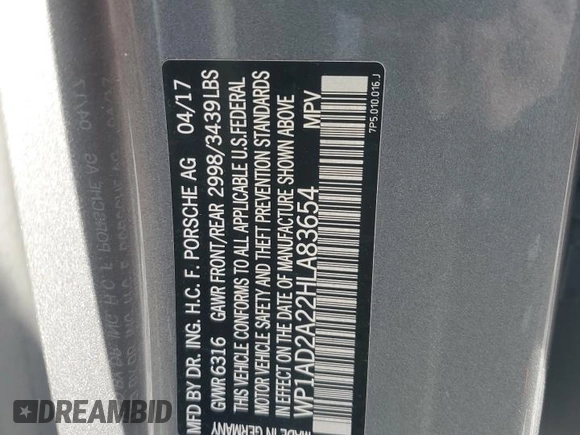 MFD BY DR. ING. H.C. F. PORSCHE AG 04/17
GVWR 6316 GAWR FRONT/REAR 2998/3439 LBS
THIS VEHICLE CONFORMS TO ALL APPLICABLE U.S.FEDERAL
MOTOR VEHICLE SAFETY AND THEFT PREVENTION STANDARDS
IN EFFECT ON THE DATE OF MANUFACTURE SHOWN ABOVE.
WP1AD2A22HLA83654 MPV
MADE IN GERMANY
7P5.010.016 J
DREAMBID